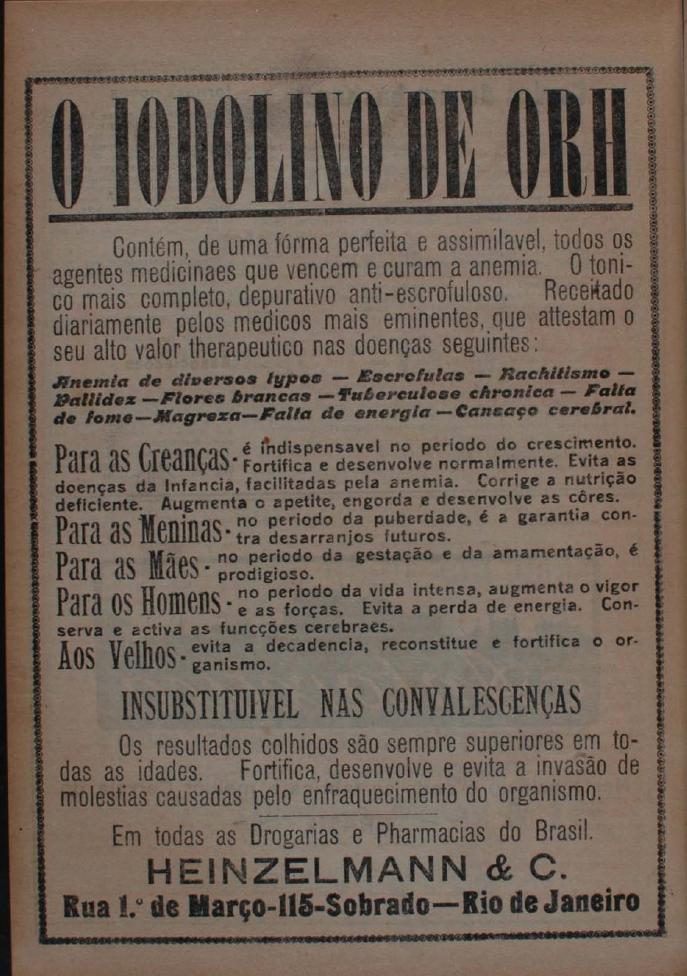 O IODOLINO DE ORH
Contém, de uma fórma perfeita e assimilavel, todos os
agentes medicinaes que vencem e curam a anemia. O toni-
co mais completo, depurativo anti-escrofuloso. Receitado
diariamente pelos medicos mais eminentes, que attestam o
seu alto valor therapeutico nas doenças seguintes:
Anemia de diversos typos — Escrofulas — Rachitismo —
Pallidez — Flores brancas — Tuberculose chronica — Falta
de fome — Magreza — Falta de energia — Cansaço cerebral.
Para as Creanças - é indispensavel no periodo do crescimento.
Fortifica e desenvolve normalmente. Evita as
doenças da Infancia, facilitadas pela anemia. Corrige a nutrição
deficiente. Augmenta o apetite, engorda e desenvolve as côres.
Para as Meninas - no periodo da puberdade, é a garantia con-
tra desarranjos futuros.
Para as Mães - no periodo da gestação e da amamentação, é
prodigioso.
Para os Homens - no periodo da vida intensa, augmenta o vigor
e as forças. Evita a perda de energia. Con-
serva e activa as funcções cerebraes.
Aos Velhos - evita a decadencia, reconstitue e fortifica o or-
ganismo.
INSUBSTITUIVEL NAS CONVALESCENÇAS
Os resultados colhidos são sempre superiores em to-
das as idades. Fortifica, desenvolve e evita a invasão de
molestias causadas pelo enfraquecimento do organismo.
Em todas as Drogarias e Pharmacias do Brasil.
HEINZELMANN & C.
Rua 1.º de Março-115-Sobrado — Rio de Janeiro